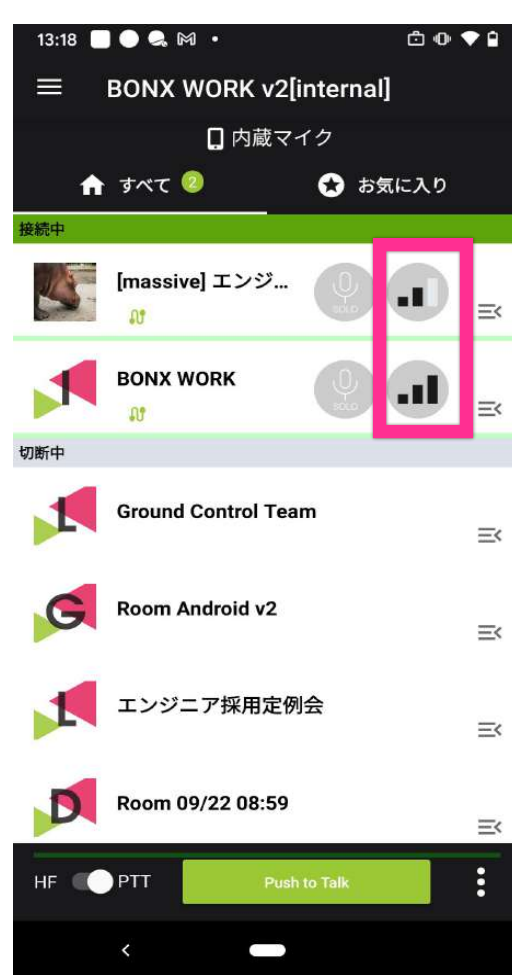 13:18
BONX WORK v2[internal]
内蔵マイク
すべて 2
お気に入り
接続中
[massive] エンジ...
SOLO
I
BONX WORK
SOLO
切断中
L
Ground Control Team
G
Room Android v2
L
エンジニア採用定例会
D
Room 09/22 08:59
HF PTT
Push to Talk